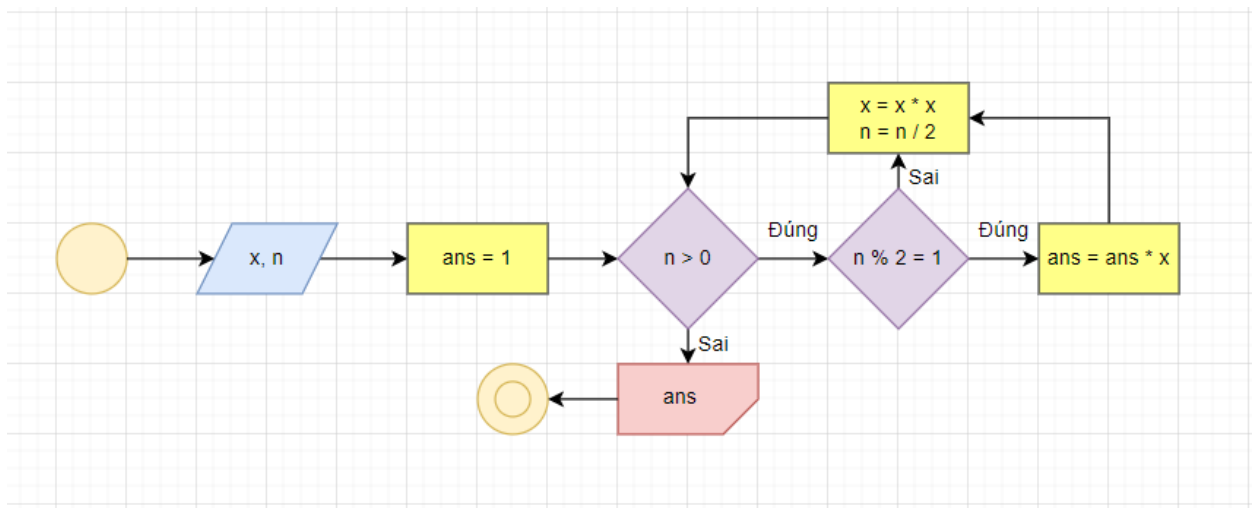 x, n
ans = 1
n > 0
Đúng
n % 2 = 1
Đúng
ans = ans * x
Sai
x = x * x
n = n / 2
Sai
ans